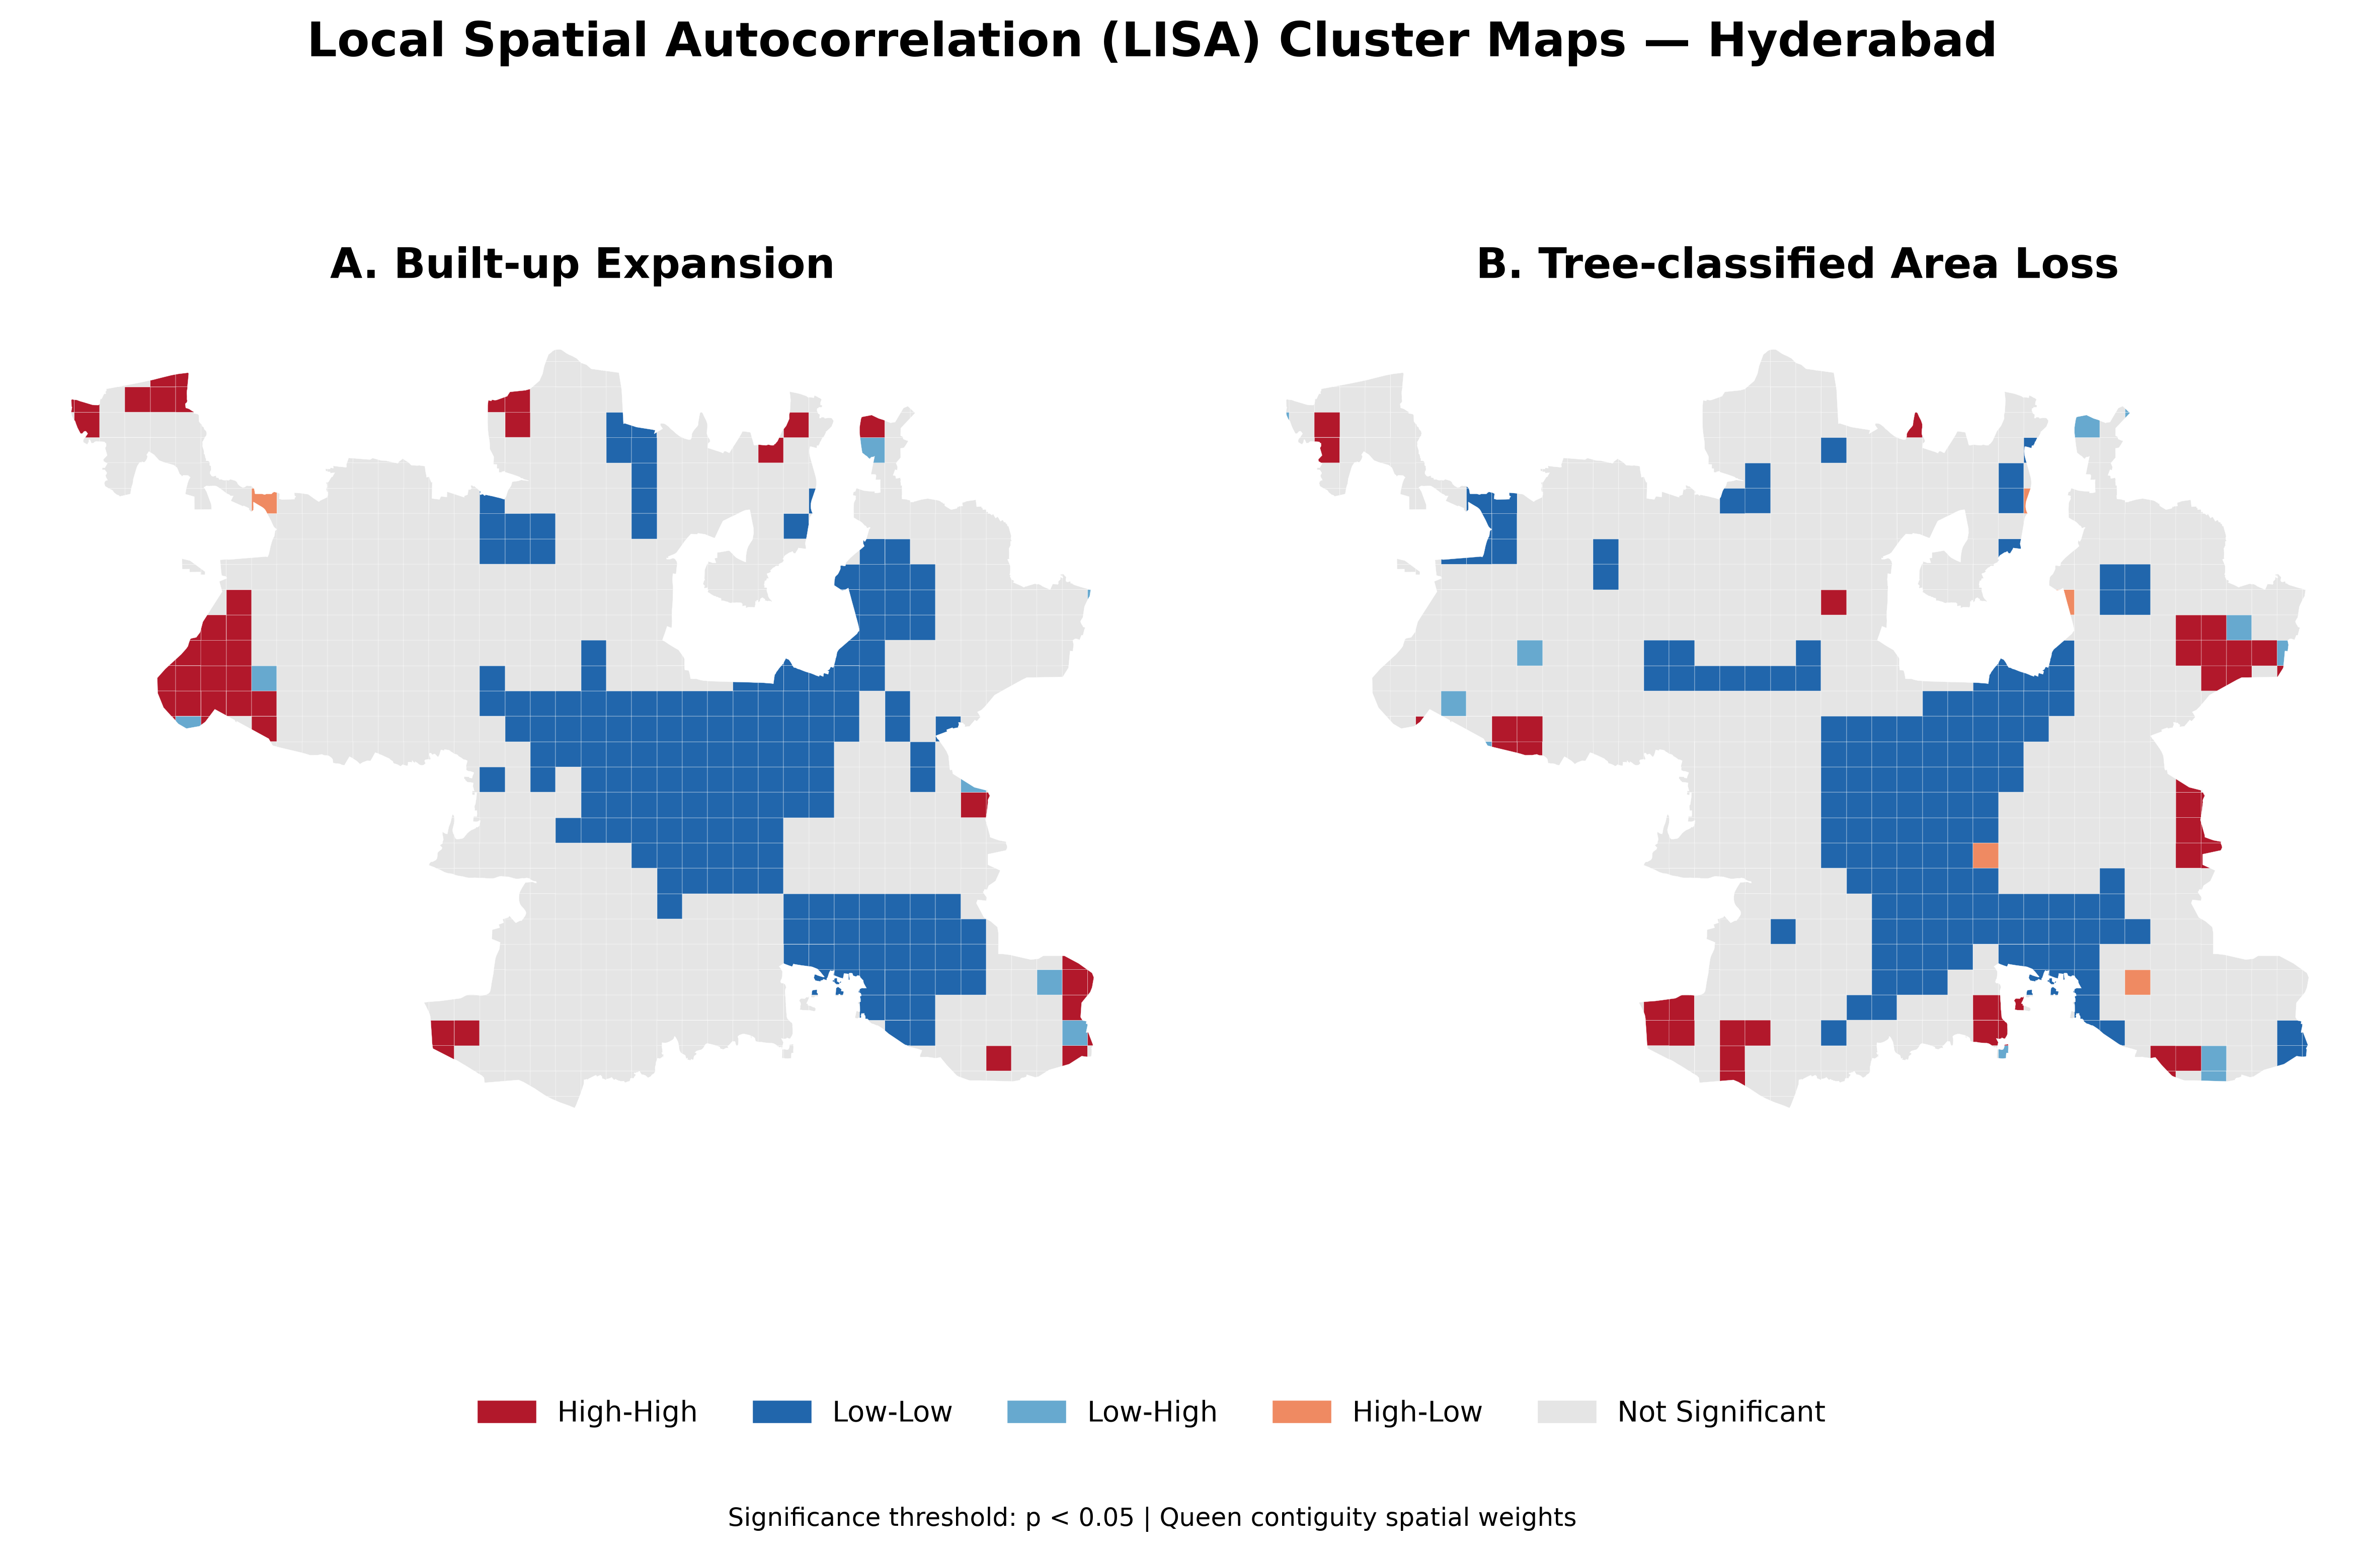 Local Spatial Autocorrelation (LISA) Cluster Maps — Hyderabad
A. Built-up Expansion
B. Tree-classified Area Loss
High-High
Low-Low
Low-High
High-Low
Not Significant
Significance threshold: p < 0.05 | Queen contiguity spatial weights